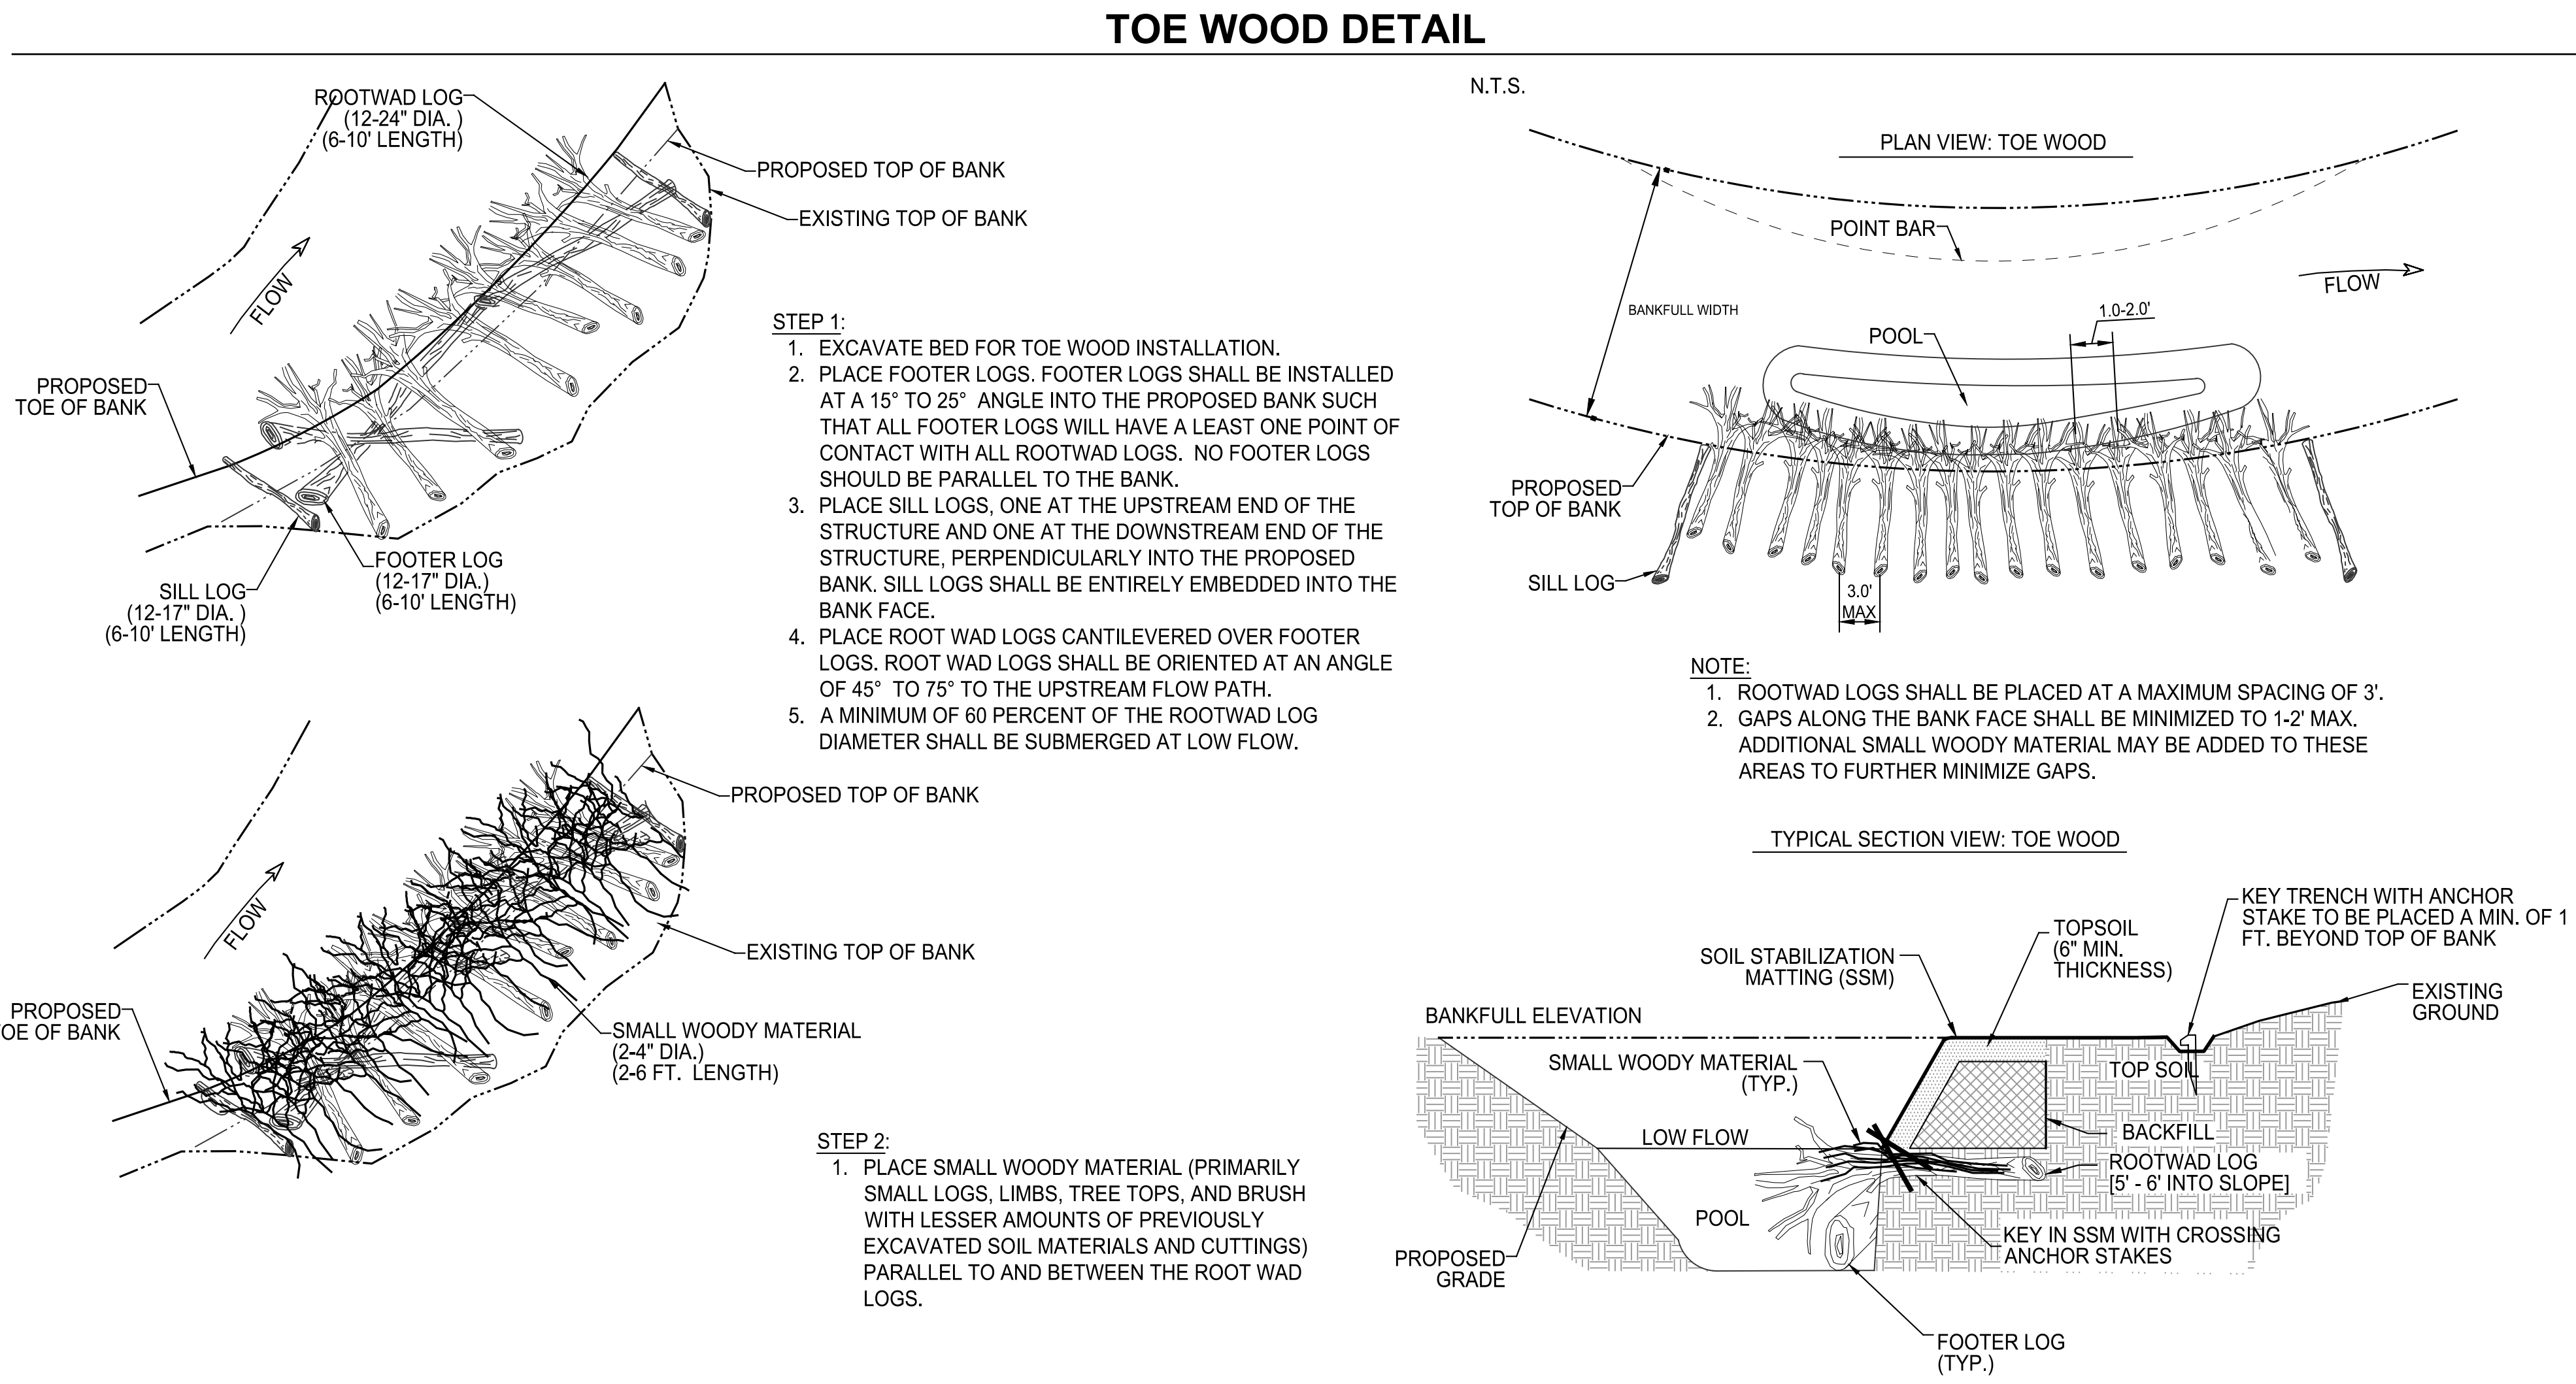 TOE WOOD DETAIl
ROOTWAD LOG
(12-24" DIA. )
(6-10' LENGTH)
PROPOSED TOP OF BANK
EXISTING TOP OF BANK
FLOW
PROPOSED
TOE OF BANK
FOOTER LOG
(12-17" DIA.)
(6-10' LENGTH)
SILL LOG
(12-17" DIA. )
(6-10' LENGTH)
STEP 1:
1. EXCAVATE BED FOR TOE WOOD INSTALLATION.
2. PLACE FOOTER LOGS. FOOTER LOGS SHALL BE INSTALLED
AT A 15° TO 25° ANGLE INTO THE PROPOSED BANK SUCH
THAT ALL FOOTER LOGS WILL HAVE A LEAST ONE POINT OF
CONTACT WITH ALL ROOTWAD LOGS. NO FOOTER LOGS
SHOULD BE PARALLEL TO THE BANK.
3. PLACE SILL LOGS, ONE AT THE UPSTREAM END OF THE
STRUCTURE AND ONE AT THE DOWNSTREAM END OF THE
STRUCTURE, PERPENDICULARLY INTO THE PROPOSED
BANK. SILL LOGS SHALL BE ENTIRELY EMBEDDED INTO THE
BANK FACE.
4. PLACE ROOT WAD LOGS CANTILEVERED OVER FOOTER
LOGS. ROOT WAD LOGS SHALL BE ORIENTED AT AN ANGLE
OF 45° TO 75° TO THE UPSTREAM FLOW PATH.
5. A MINIMUM OF 60 PERCENT OF THE ROOTWAD LOG
DIAMETER SHALL BE SUBMERGED AT LOW FLOW.
PROPOSED TOP OF BANK
EXISTING TOP OF BANK
FLOW
PROPOSED
TOE OF BANK
SMALL WOODY MATERIAL
(2-4" DIA.)
(2-6 FT. LENGTH)
STEP 2:
1. PLACE SMALL WOODY MATERIAL (PRIMARILY
SMALL LOGS, LIMBS, TREE TOPS, AND BRUSH
WITH LESSER AMOUNTS OF PREVIOUSLY
EXCAVATED SOIL MATERIALS AND CUTTINGS)
PARALLEL TO AND BETWEEN THE ROOT WAD
LOGS.
N.T.S.
PLAN VIEW: TOE WOOD
POINT BAR
FLOW
BANKFULL WIDTH
1.0-2.0'
POOL
PROPOSED
TOP OF BANK
SILL LOG
3.0'
MAX
NOTE:
1. ROOTWAD LOGS SHALL BE PLACED AT A MAXIMUM SPACING OF 3'.
2. GAPS ALONG THE BANK FACE SHALL BE MINIMIZED TO 1-2' MAX.
ADDITIONAL SMALL WOODY MATERIAL MAY BE ADDED TO THESE
AREAS TO FURTHER MINIMIZE GAPS.
TYPICAL SECTION VIEW: TOE WOOD
KEY TRENCH WITH ANCHOR
STAKE TO BE PLACED A MIN. OF 1
FT. BEYOND TOP OF BANK
TOPSOIL
(6" MIN.
THICKNESS)
SOIL STABILIZATION
MATTING (SSM)
EXISTING
GROUND
BANKFULL ELEVATION
SMALL WOODY MATERIAL
(TYP.)
TOP SOIL
LOW FLOW
BACKFILL
ROOTWAD LOG
[5' - 6' INTO SLOPE]
POOL
KEY IN SSM WITH CROSSING
ANCHOR STAKES
PROPOSED
GRADE
FOOTER LOG
(TYP.)